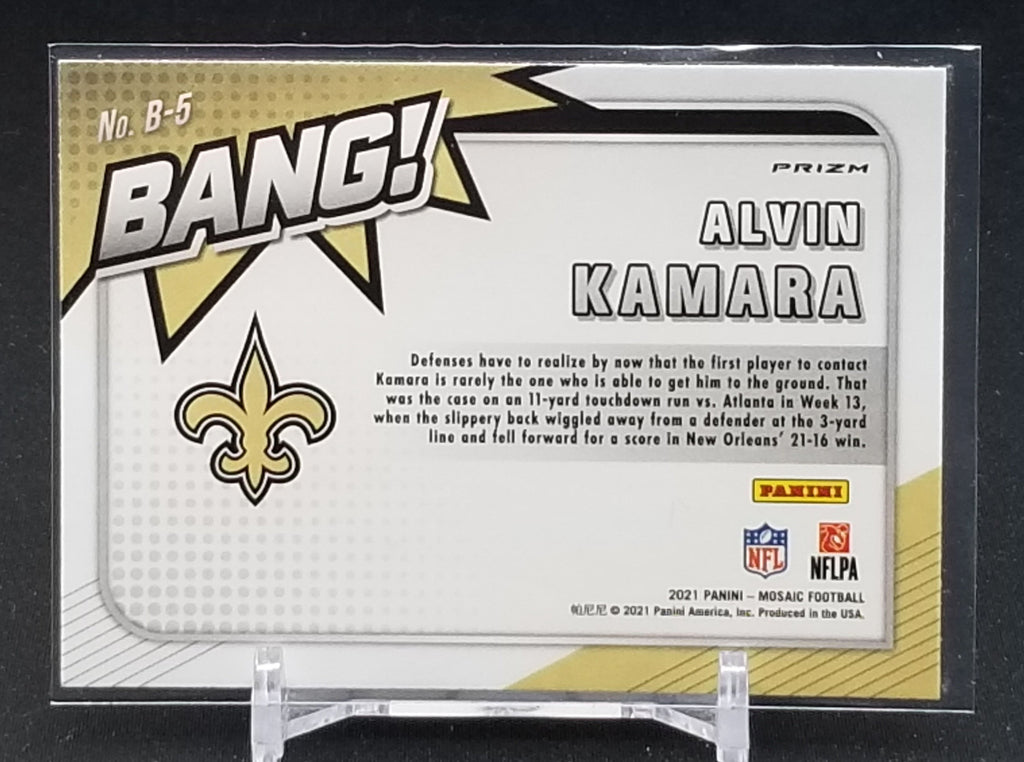 No. B-5
BANG!
PRIZM
ALVIN
KAMARA
Defenses have to realize by now that the first player to contact
Kamara is rarely the one who is able to get him to the ground. That
was the case on an 11-yard touchdown run vs. Atlanta in Week 13,
when the slippery back wiggled away from a defender at the 3-yard
line and fell forward for a score in New Orleans' 21-16 win.
PANINI
NFL
NFLPA
2021 PANINI – MOSAIC FOOTBALL
帕尼尼 © 2021 Panini America, Inc. Produced in the USA.